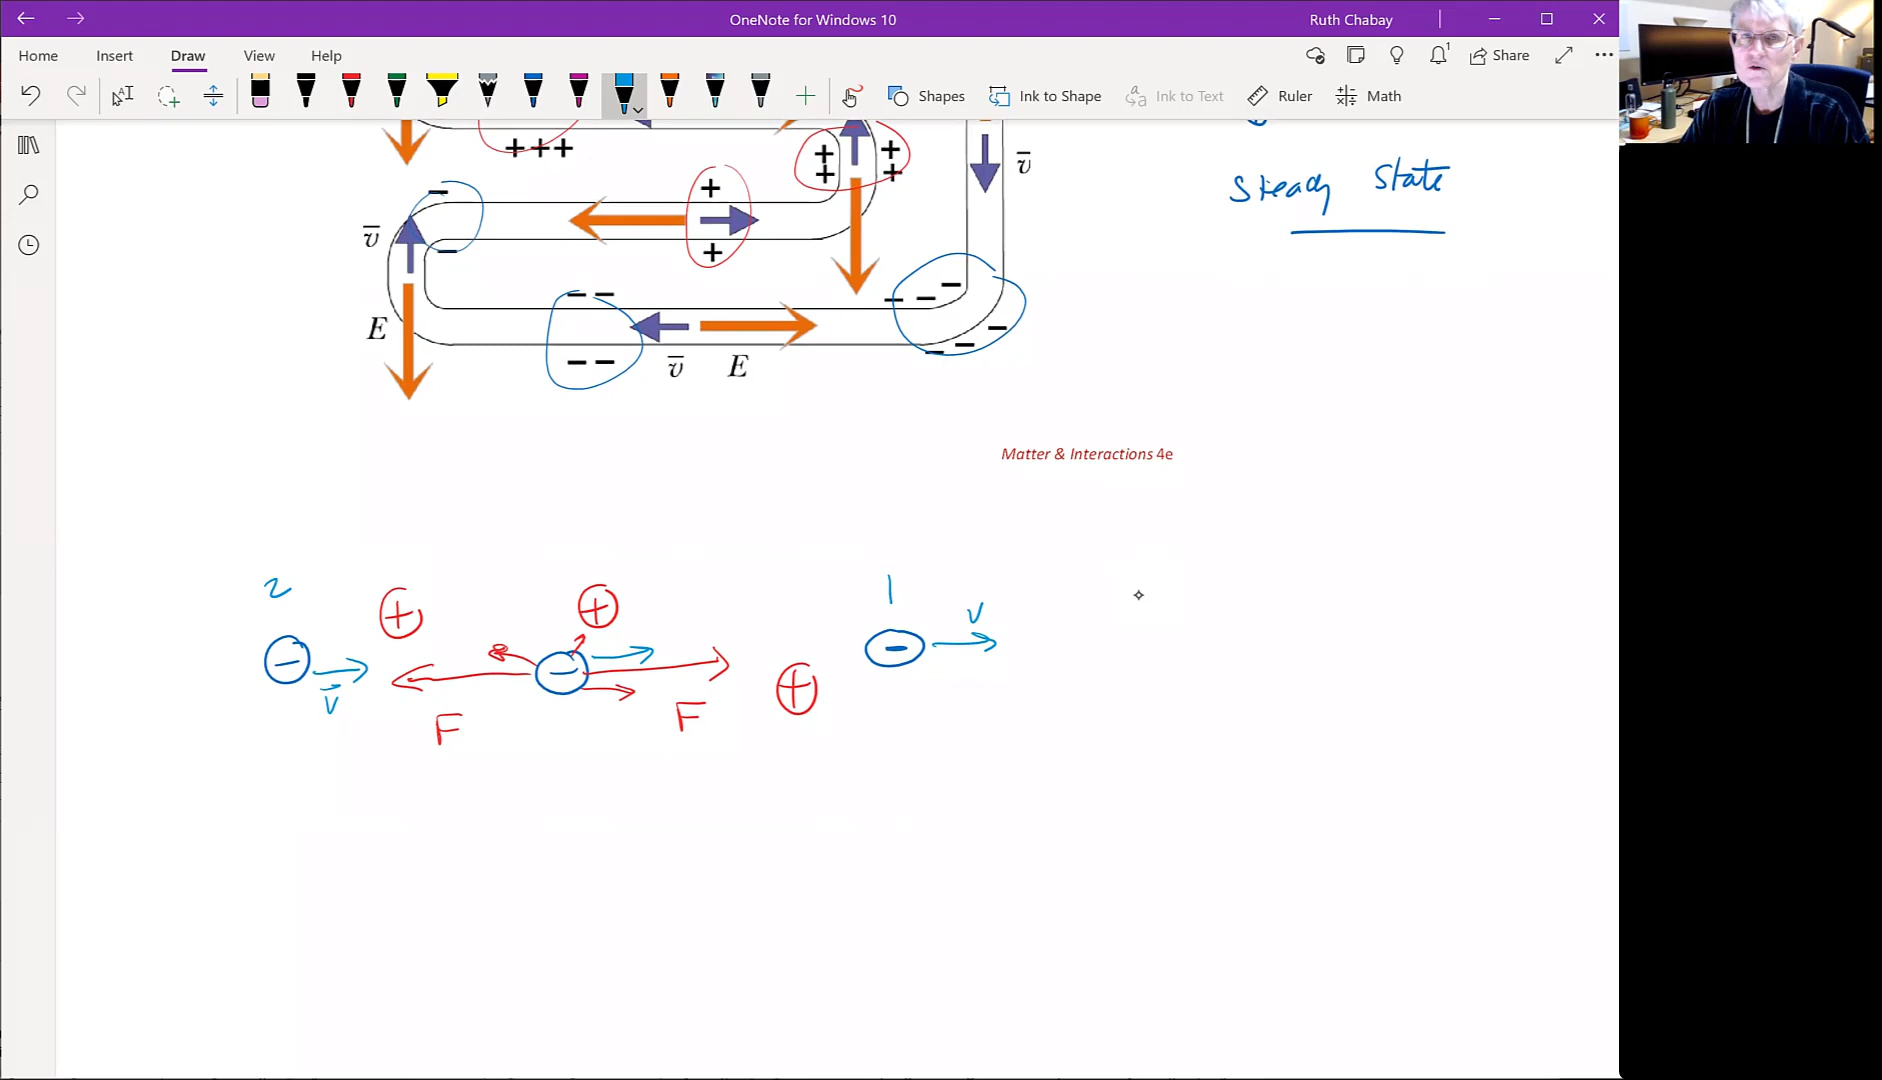 OneNote for Windows 10
Ruth Chabay
Home Insert Draw View Help
Share
Shapes Ink to Shape Ink to Text Ruler Math
+++
+ + + +
v̅
Steady State
+
+
− −
v̅
E
− − − −
− − − − − −
v̅ E
Matter & Interactions 4e
2 + + 1
v
− − −
v⃗
+
F F